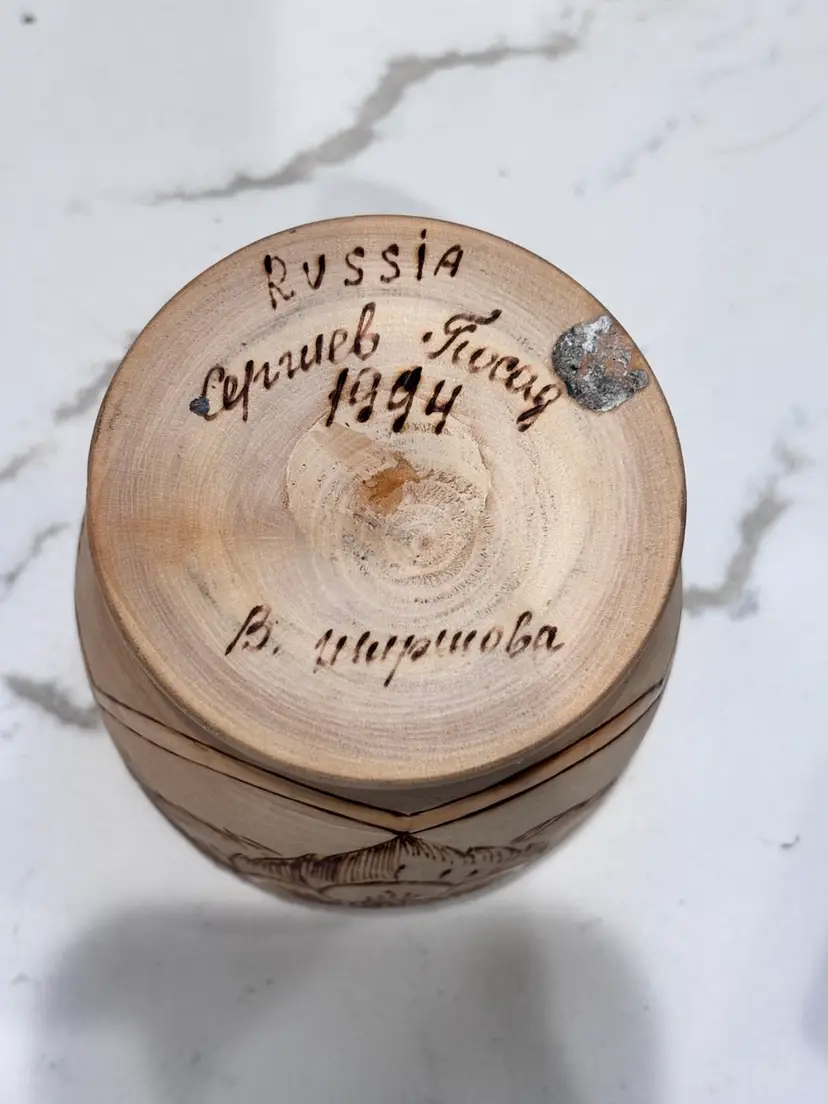 RUSSIA
Сергиев Посад
1994
В. Ширшова